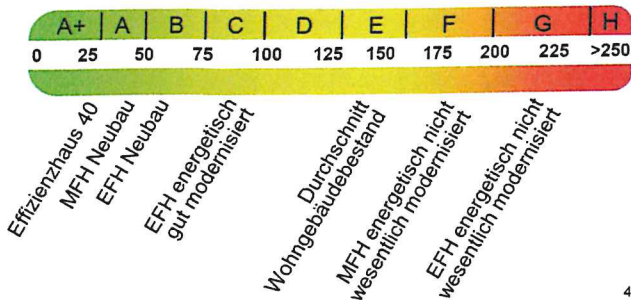 A+ A B C D E F G H
0 25 50 75 100 125 150 175 200 225 >250
Effizienzhaus 40
MFH Neubau
EFH Neubau
EFH energetisch
gut modernisiert
Durchschnitt
Wohngebäudebestand
MFH energetisch nicht
wesentlich modernisiert
EFH energetisch nicht
wesentlich modernisiert
4